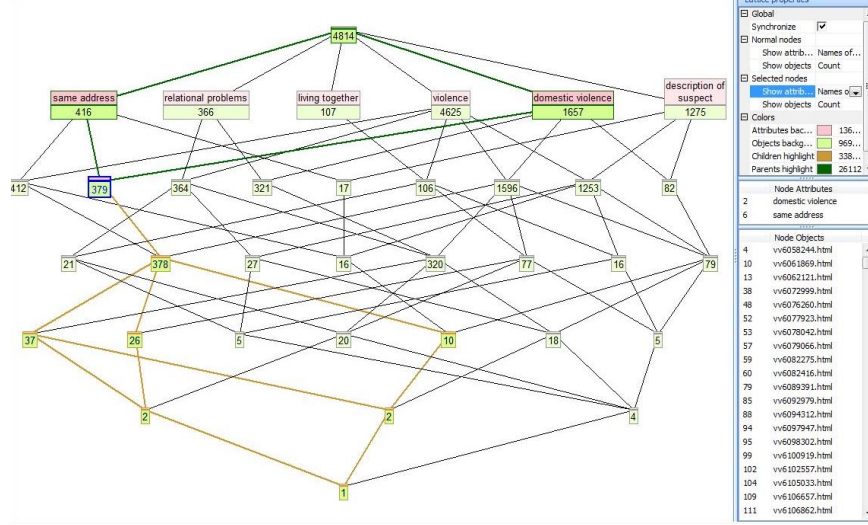 Lattice properties
Global
Synchronize
Normal nodes
Show attrib... Names of...
Show objects Count
Selected nodes
Show attrib... Names o
Show objects Count
Colors
Attributes bac... 136...
Objects backg... 969...
Children highlight 338...
Parents highlight 26112
Node Attributes
2 domestic violence
6 same address
Node Objects
4 vv6058244.html
10 vv6061869.html
13 vv6062121.html
38 vv6072999.html
48 vv6076260.html
52 vv6077923.html
53 vv6078042.html
57 vv6079066.html
59 vv6082275.html
60 vv6082416.html
79 vv6089391.html
85 vv6092979.html
88 vv6094312.html
94 vv6097947.html
95 vv6098302.html
99 vv6100919.html
102 vv6102557.html
104 vv6105033.html
109 vv6106657.html
111 vv6106862.html
4814
same address
416
relational problems
366
living together
107
violence
4625
domestic violence
1657
description of
suspect
1275
412 379 364 321 17 106 1596 1253 82
21 378 27 16 320 77 16 79
37 26 5 20 10 18 5
2 2 4
1